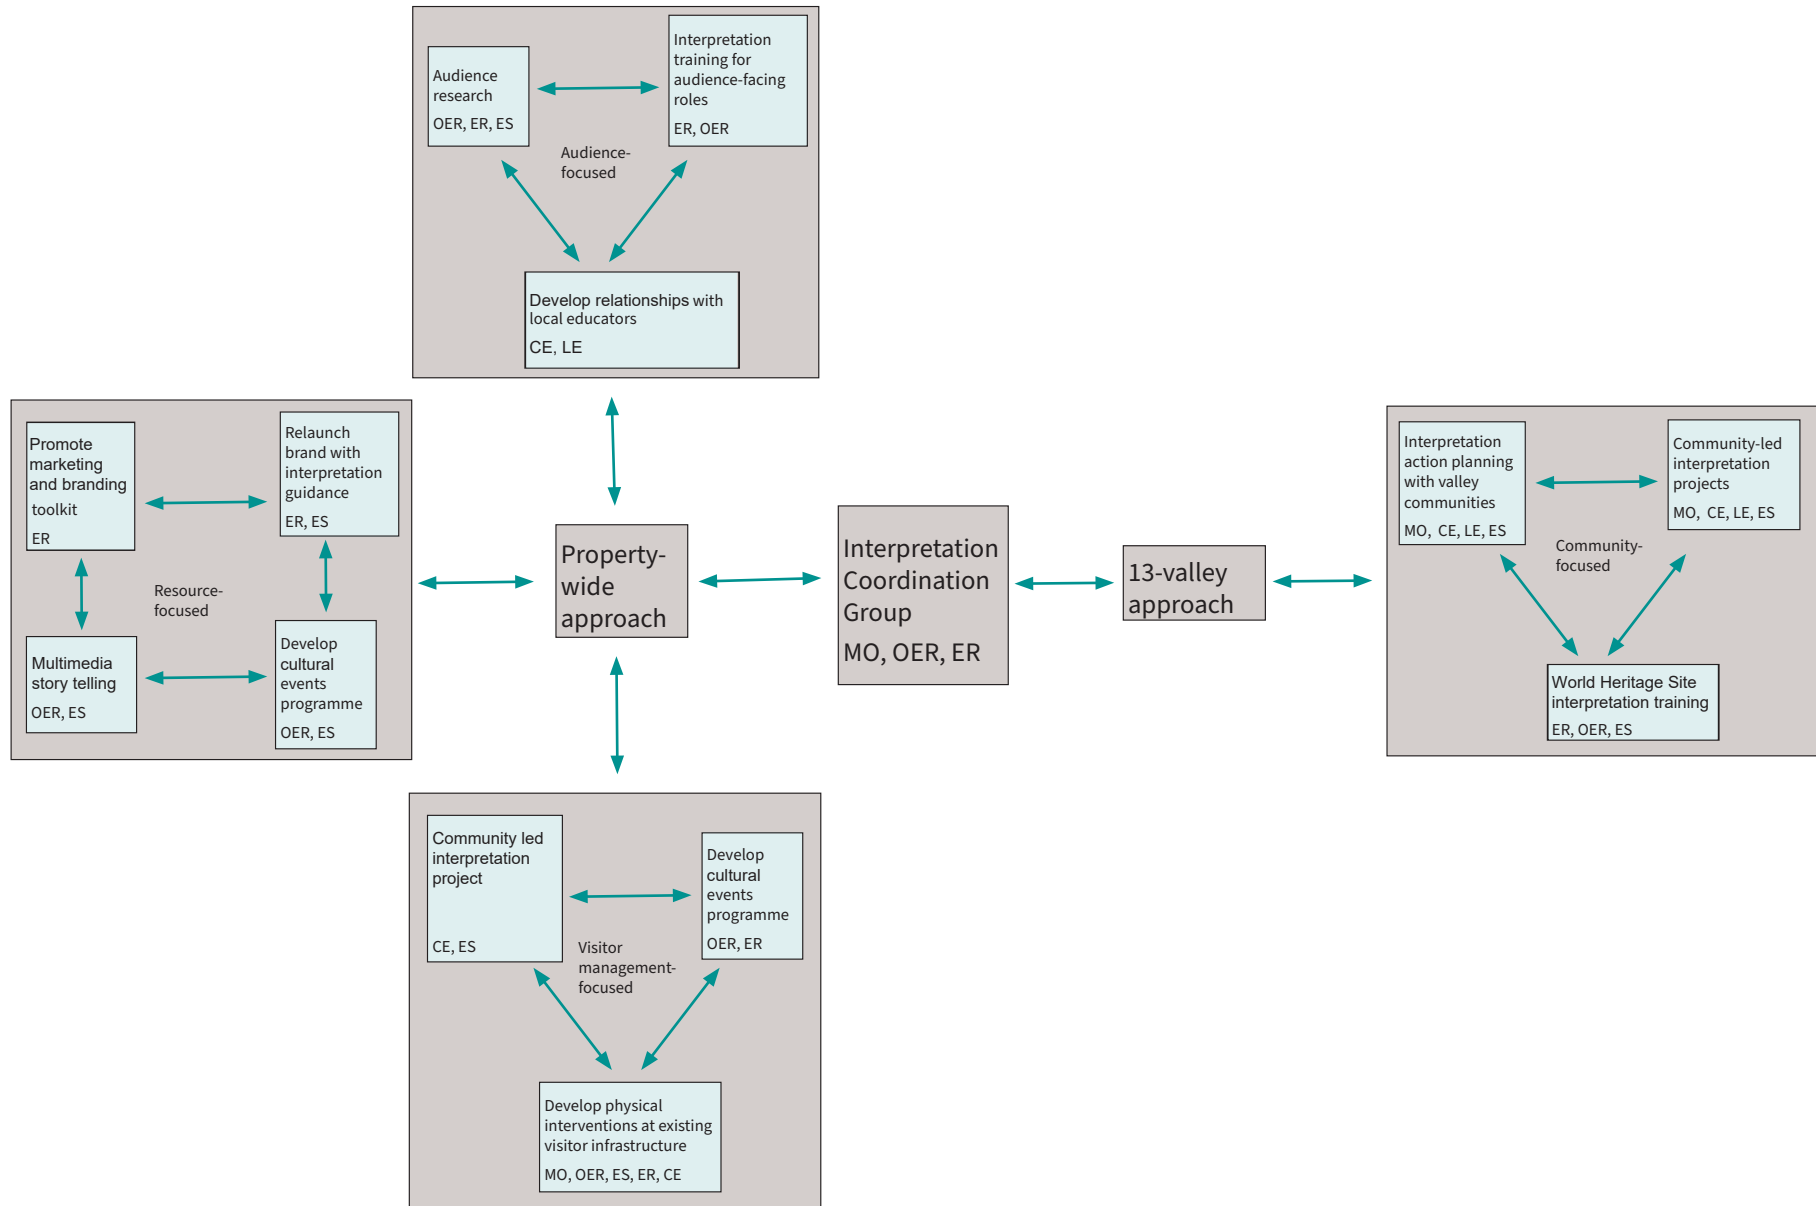 Audience
research
OER, ER, ES
Interpretation
training for
audience-facing
roles
ER, OER
Audience-
focused
Develop relationships with
local educators
CE, LE
Promote
marketing
and branding
toolkit
ER
Relaunch
brand with
interpretation
guidance
ER, ES
Resource-
focused
Multimedia
story telling
OER, ES
Develop
cultural
events
programme
OER, ES
Property-
wide
approach
Interpretation
Coordination
Group
MO, OER, ER
13-valley
approach
Interpretation
action planning
with valley
communities
MO, CE, LE, ES
Community-led
interpretation
projects
MO, CE, LE, ES
Community-
focused
World Heritage Site
interpretation training
ER, OER, ES
Community led
interpretation
project
CE, ES
Develop
cultural
events
programme
OER, ER
Visitor
management-
focused
Develop physical
interventions at existing
visitor infrastructure
MO, OER, ES, ER, CE